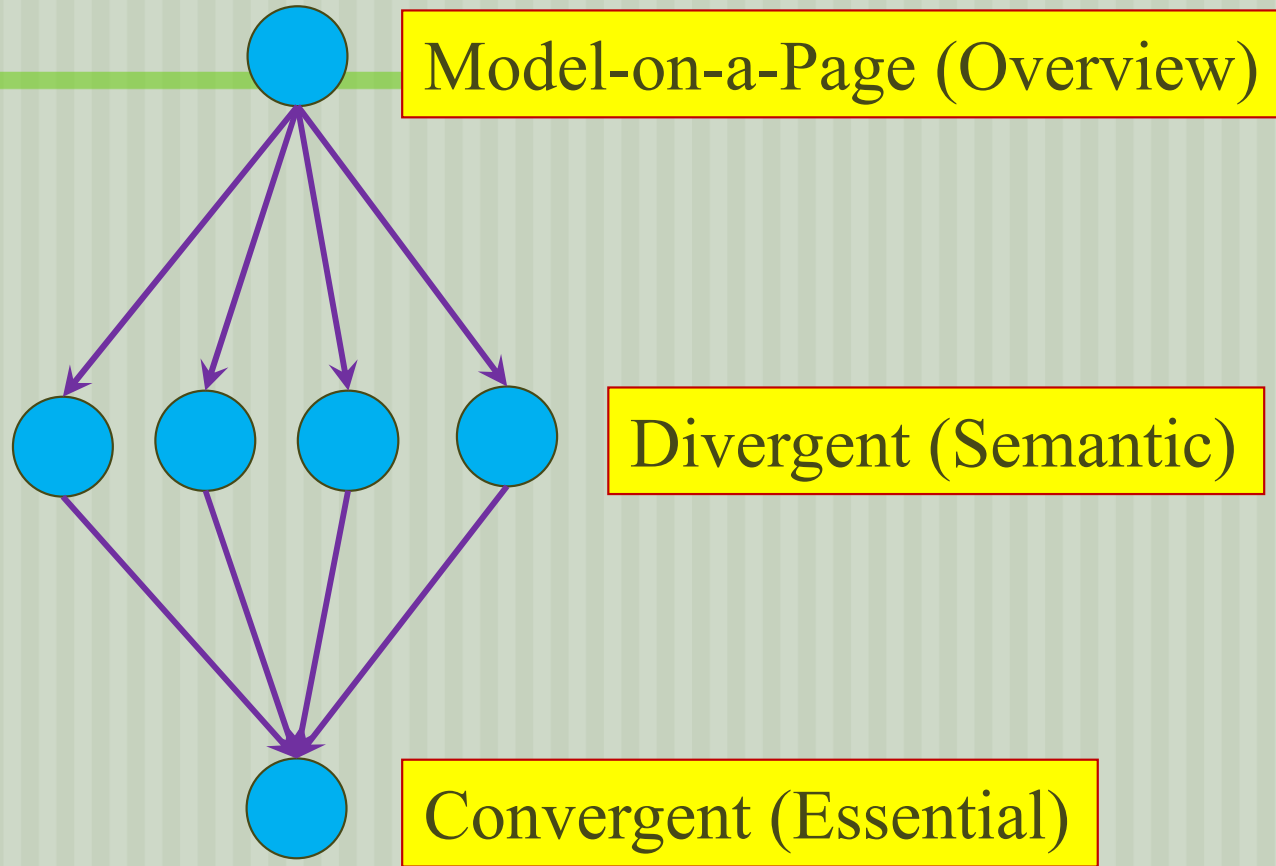 Model-on-a-Page (Overview)
Divergent (Semantic)
Convergent (Essential)